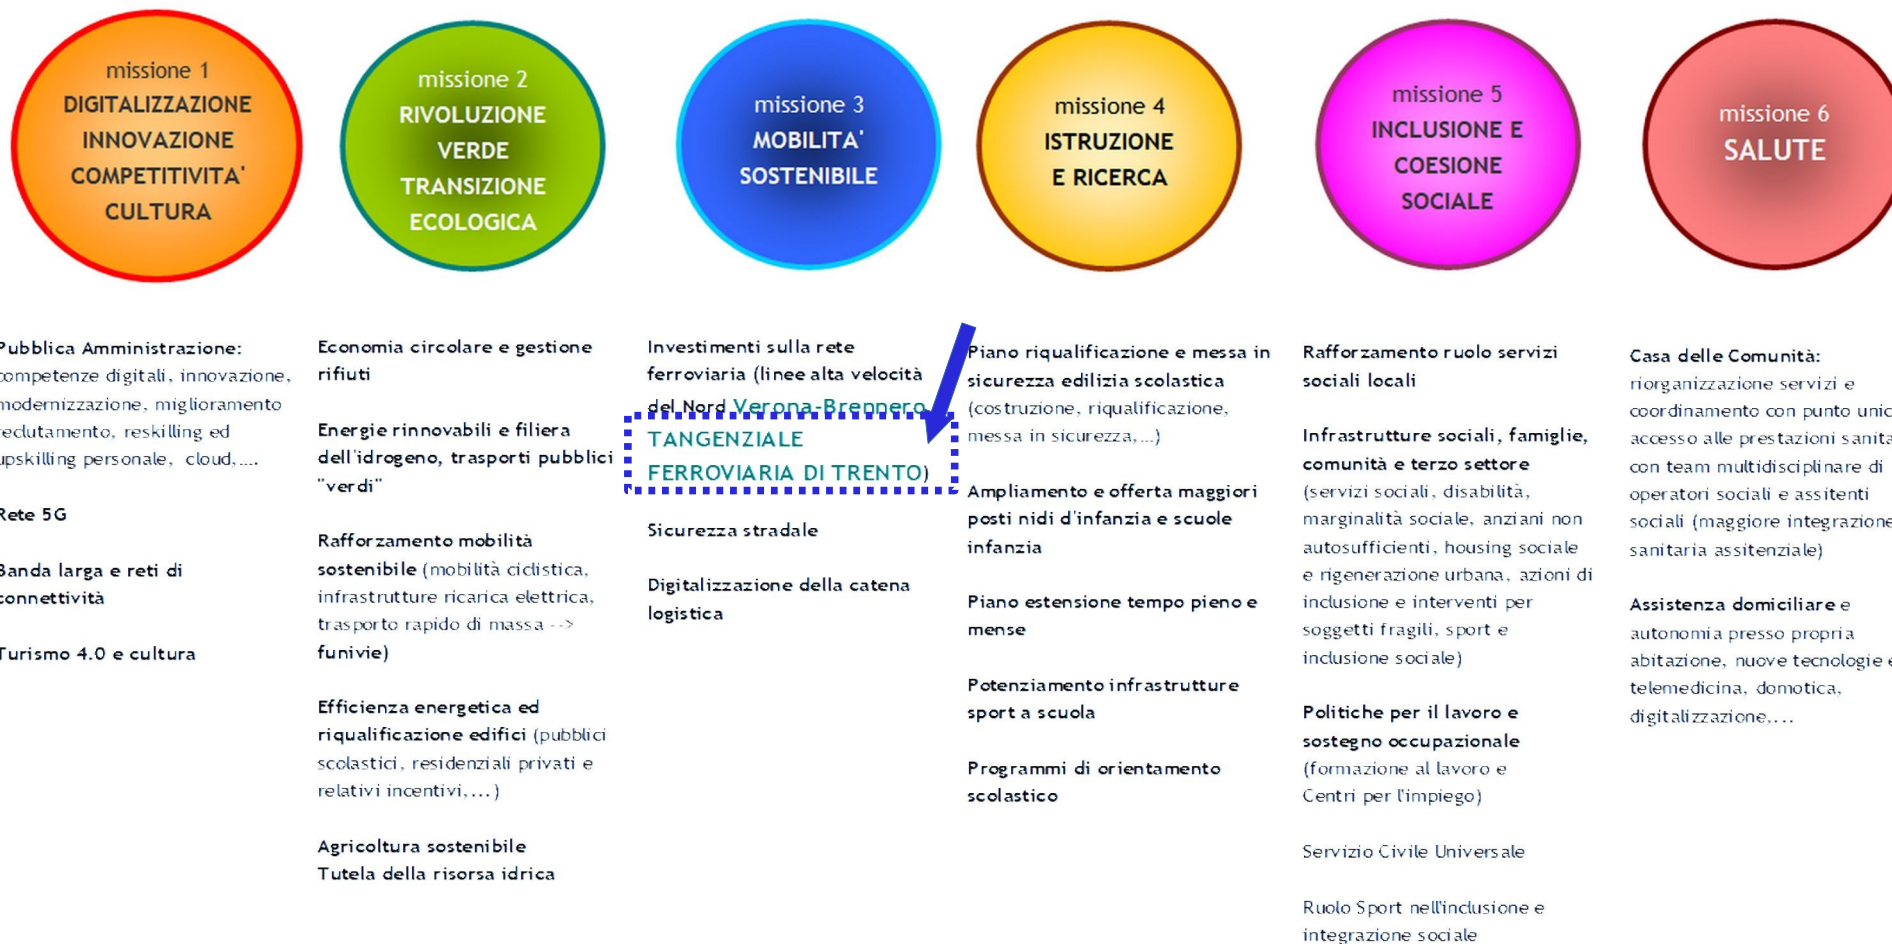 missione 1
DIGITALIZZAZIONE
INNOVAZIONE
COMPETITIVITA'
CULTURA
missione 2
RIVOLUZIONE
VERDE
TRANSIZIONE
ECOLOGICA
missione 3
MOBILITA'
SOSTENIBILE
missione 4
ISTRUZIONE
E RICERCA
missione 5
INCLUSIONE E
COESIONE
SOCIALE
missione 6
SALUTE
Pubblica Amministrazione:
competenze digitali, innovazione,
modernizzazione, miglioramento
reclutamento, reskilling ed
upskilling personale, cloud,....
Rete 5G
Banda larga e reti di
connettività
Turismo 4.0 e cultura
Economia circolare e gestione
rifiuti
Energie rinnovabili e filiera
dell'idrogeno, trasporti pubblici
"verdi"
Rafforzamento mobilità
sostenibile (mobilità ciclistica,
infrastrutture ricarica elettrica,
trasporto rapido di massa -->
funivie)
Efficienza energetica ed
riqualificazione edifici (pubblici
scolastici, residenziali privati e
relativi incentivi,...)
Agricoltura sostenibile
Tutela della risorsa idrica
Investimenti sulla rete
ferroviaria (linee alta velocità
del Nord Verona-Brennero
TANGENZIALE
FERROVIARIA DI TRENTO)
Sicurezza stradale
Digitalizzazione della catena
logistica
Piano riqualificazione e messa in
sicurezza edilizia scolastica
(costruzione, riqualificazione,
messa in sicurezza,...)
Ampliamento e offerta maggiori
posti nidi d'infanzia e scuole
infanzia
Piano estensione tempo pieno e
mense
Potenziamento infrastrutture
sport a scuola
Programmi di orientamento
scolastico
Rafforzamento ruolo servizi
sociali locali
Infrastrutture sociali, famiglie,
comunità e terzo settore
(servizi sociali, disabilità,
marginalità sociale, anziani non
autosufficienti, housing sociale
e rigenerazione urbana, azioni di
inclusione e interventi per
soggetti fragili, sport e
inclusione sociale)
Politiche per il lavoro e
sostegno occupazionale
(formazione al lavoro e
Centri per l'impiego)
Servizio Civile Universale
Ruolo Sport nell'inclusione e
integrazione sociale
Casa delle Comunità:
riorganizzazione servizi e
coordinamento con punto unic
accesso alle prestazioni sanita
con team multidisciplinare di
operatori sociali e assitenti
sociali (maggiore integrazione
sanitaria assitenziale)
Assistenza domiciliare e
autonomia presso propria
abitazione, nuove tecnologie e
telemedicina, domotica,
digitalizzazione,...